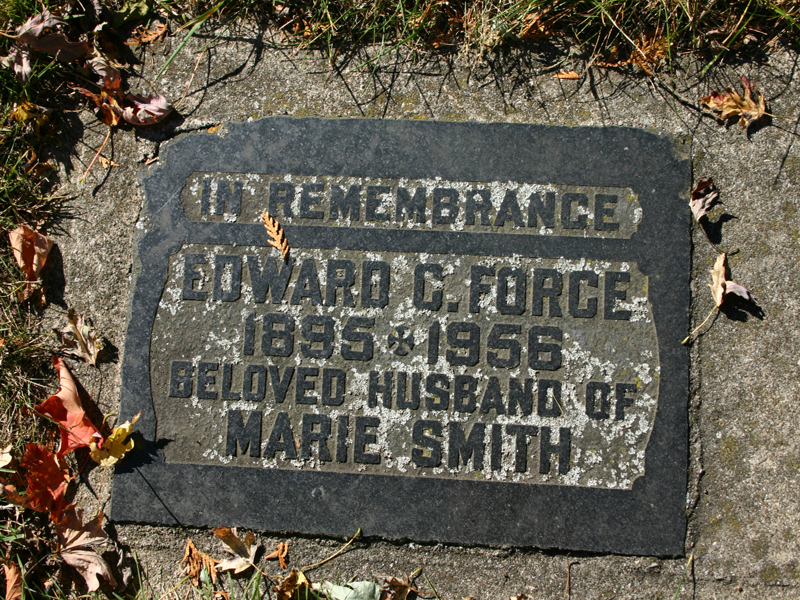 IN REMEMBRANCE
EDWARD C. FORCE
1895 ✠ 1956
BELOVED HUSBAND OF
MARIE SMITH